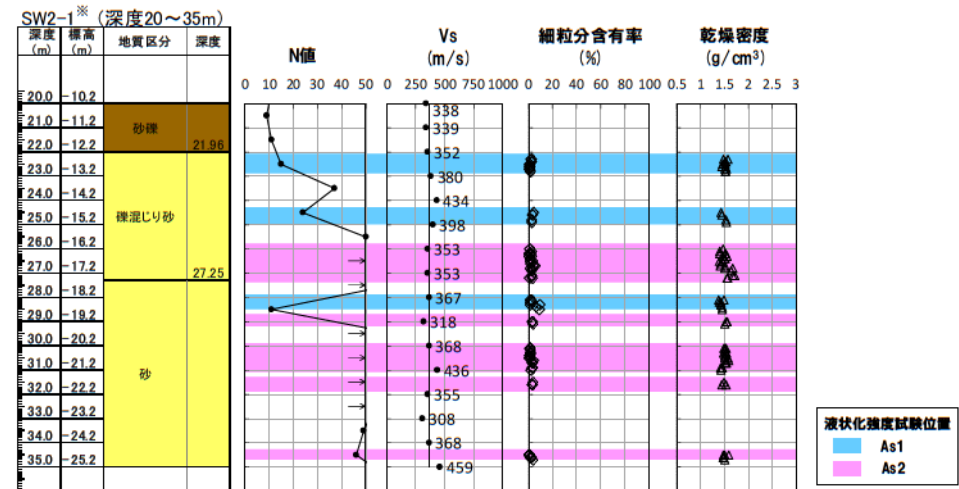 SW2-1※（深度20～35m）
深度 標高 地質区分 深度
(m) (m)
N値
Vs
(m/s)
細粒分含有率
(%)
乾燥密度
(g/cm³)
0 10 20 30 40 50
0 250 500 750 1000
0 20 40 60 80 100
0.5 1 1.5 2 2.5 3
20.0 -10.2
338
21.0 -11.2
砂礫
339
22.0 -12.2
21.96
352
23.0 -13.2
380
24.0 -14.2
434
25.0 -15.2
礫混じり砂
398
26.0 -16.2
353
27.0 -17.2
27.25
353
28.0 -18.2
367
29.0 -19.2
318
30.0 -20.2
368
31.0 -21.2
砂
436
32.0 -22.2
355
33.0 -23.2
308
34.0 -24.2
368
35.0 -25.2
459
液状化強度試験位置
As1
As2